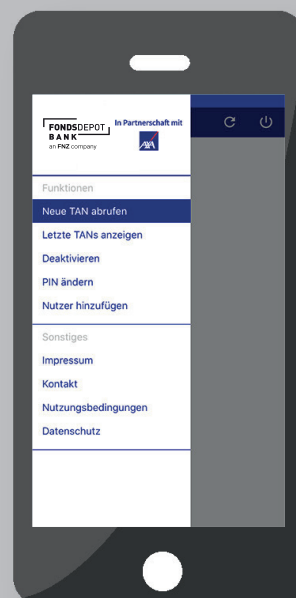 FONDSDEPOT
BANK
an FNZ company
In Partnerschaft mit
AXA
Funktionen
Neue TAN abrufen
Letzte TANs anzeigen
Deaktivieren
PIN ändern
Nutzer hinzufügen
Sonstiges
Impressum
Kontakt
Nutzungsbedingungen
Datenschutz